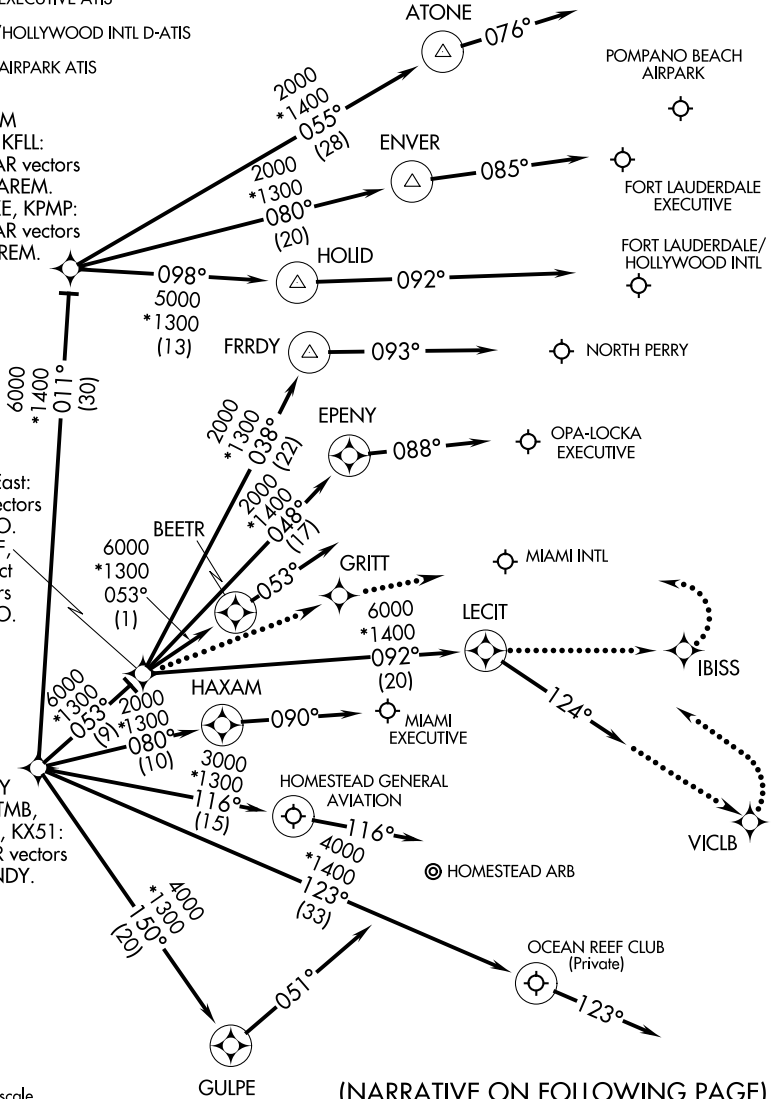 EXECUTIVE ATIS
/HOLLYWOOD INTL D-ATIS
AIRPARK ATIS
ATONE
076°
POMPANO BEACH
AIRPARK
2000
*1400
055°
(28)
KFLL:
AR vectors
AREM.
KPMP:
AR vectors
REM.
ENVER
085°
FORT LAUDERDALE
EXECUTIVE
2000
*1300
080°
(20)
FORT LAUDERDALE/
HOLLYWOOD INTL
HOLID
098°
092°
5000
*1300
(13)
FRRDY
093°
NORTH PERRY
6000
*1400
011°
(30)
2000
*1300
038°
(22)
EPENY
088°
OPA-LOCKA
EXECUTIVE
2000
*1400
048°
(17)
East:
ectors
O.
F,
ct
rs
O.
BEETR
053°
6000
*1300
053°
(1)
GRITT
MIAMI INTL
6000
*1400
092°
(20)
LECIT
IBISS
124°
VICLB
6000
*1300
053°
(9)
HAXAM
090°
MIAMI
EXECUTIVE
2000
*1300
080°
(10)
3000
*1300
116°
(15)
HOMESTEAD GENERAL
AVIATION
116°
Y
TMB,
, KX51:
R vectors
NDY.
4000
*1400
123°
(33)
HOMESTEAD ARB
4000
*1300
150°
(20)
OCEAN REEF CLUB
(Private)
123°
051°
GULPE
scale
(NARRATIVE ON FOLLOWING PAGE)